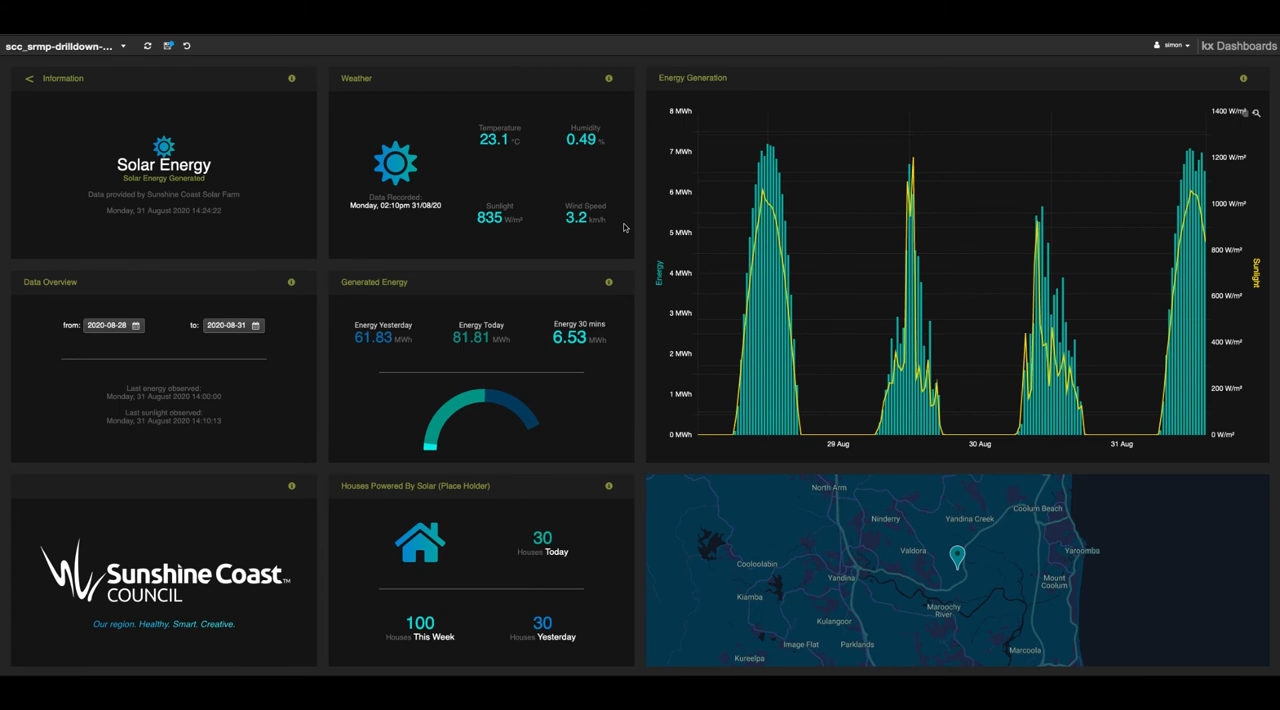 scc_srmp-drilldown-...
simon
kx Dashboards
< Information
Solar Energy
Solar Energy Generated
Data provided by Sunshine Coast Solar Farm
Monday, 31 August 2020 14:24:22
Weather
Data Recorded:
Monday, 02:10pm 31/08/20
Temperature
23.1 °C
Humidity
0.49 %
Sunlight
835 W/m²
Wind Speed
3.2 km/h
Energy Generation
8 MWh
7 MWh
6 MWh
5 MWh
4 MWh
3 MWh
2 MWh
1 MWh
0 MWh
Energy
1400 W/m²
1200 W/m²
1000 W/m²
800 W/m²
600 W/m²
400 W/m²
200 W/m²
0 W/m²
Sunlight
29 Aug
30 Aug
31 Aug
Data Overview
from: 2020-08-28
to: 2020-08-31
Last energy observed:
Monday, 31 August 2020 14:00:00
Last sunlight observed:
Monday, 31 August 2020 14:10:13
Generated Energy
Energy Yesterday
61.83 MWh
Energy Today
81.81 MWh
Energy 30 mins
6.53 MWh
Sunshine Coast™
COUNCIL
Our region. Healthy. Smart. Creative.
Houses Powered By Solar (Place Holder)
30
Houses Today
100
Houses This Week
30
Houses Yesterday
North Arm
Ninderry
Yandina Creek
Coolum Beach
Valdora
Yaroomba
Cooloolabin
Yandina
Mount
Coolum
Kiamba
Maroochy
River
Kulangoor
Image Flat
Parklands
Marcoola
Kureelpa